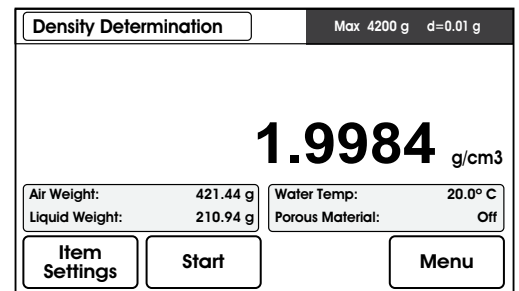 Density Determination Max 4200 g d=0.01 g
1.9984 g/cm3
Air Weight: 421.44 g Water Temp: 20.0° C
Liquid Weight: 210.94 g Porous Material: Off
Item Settings Start Menu